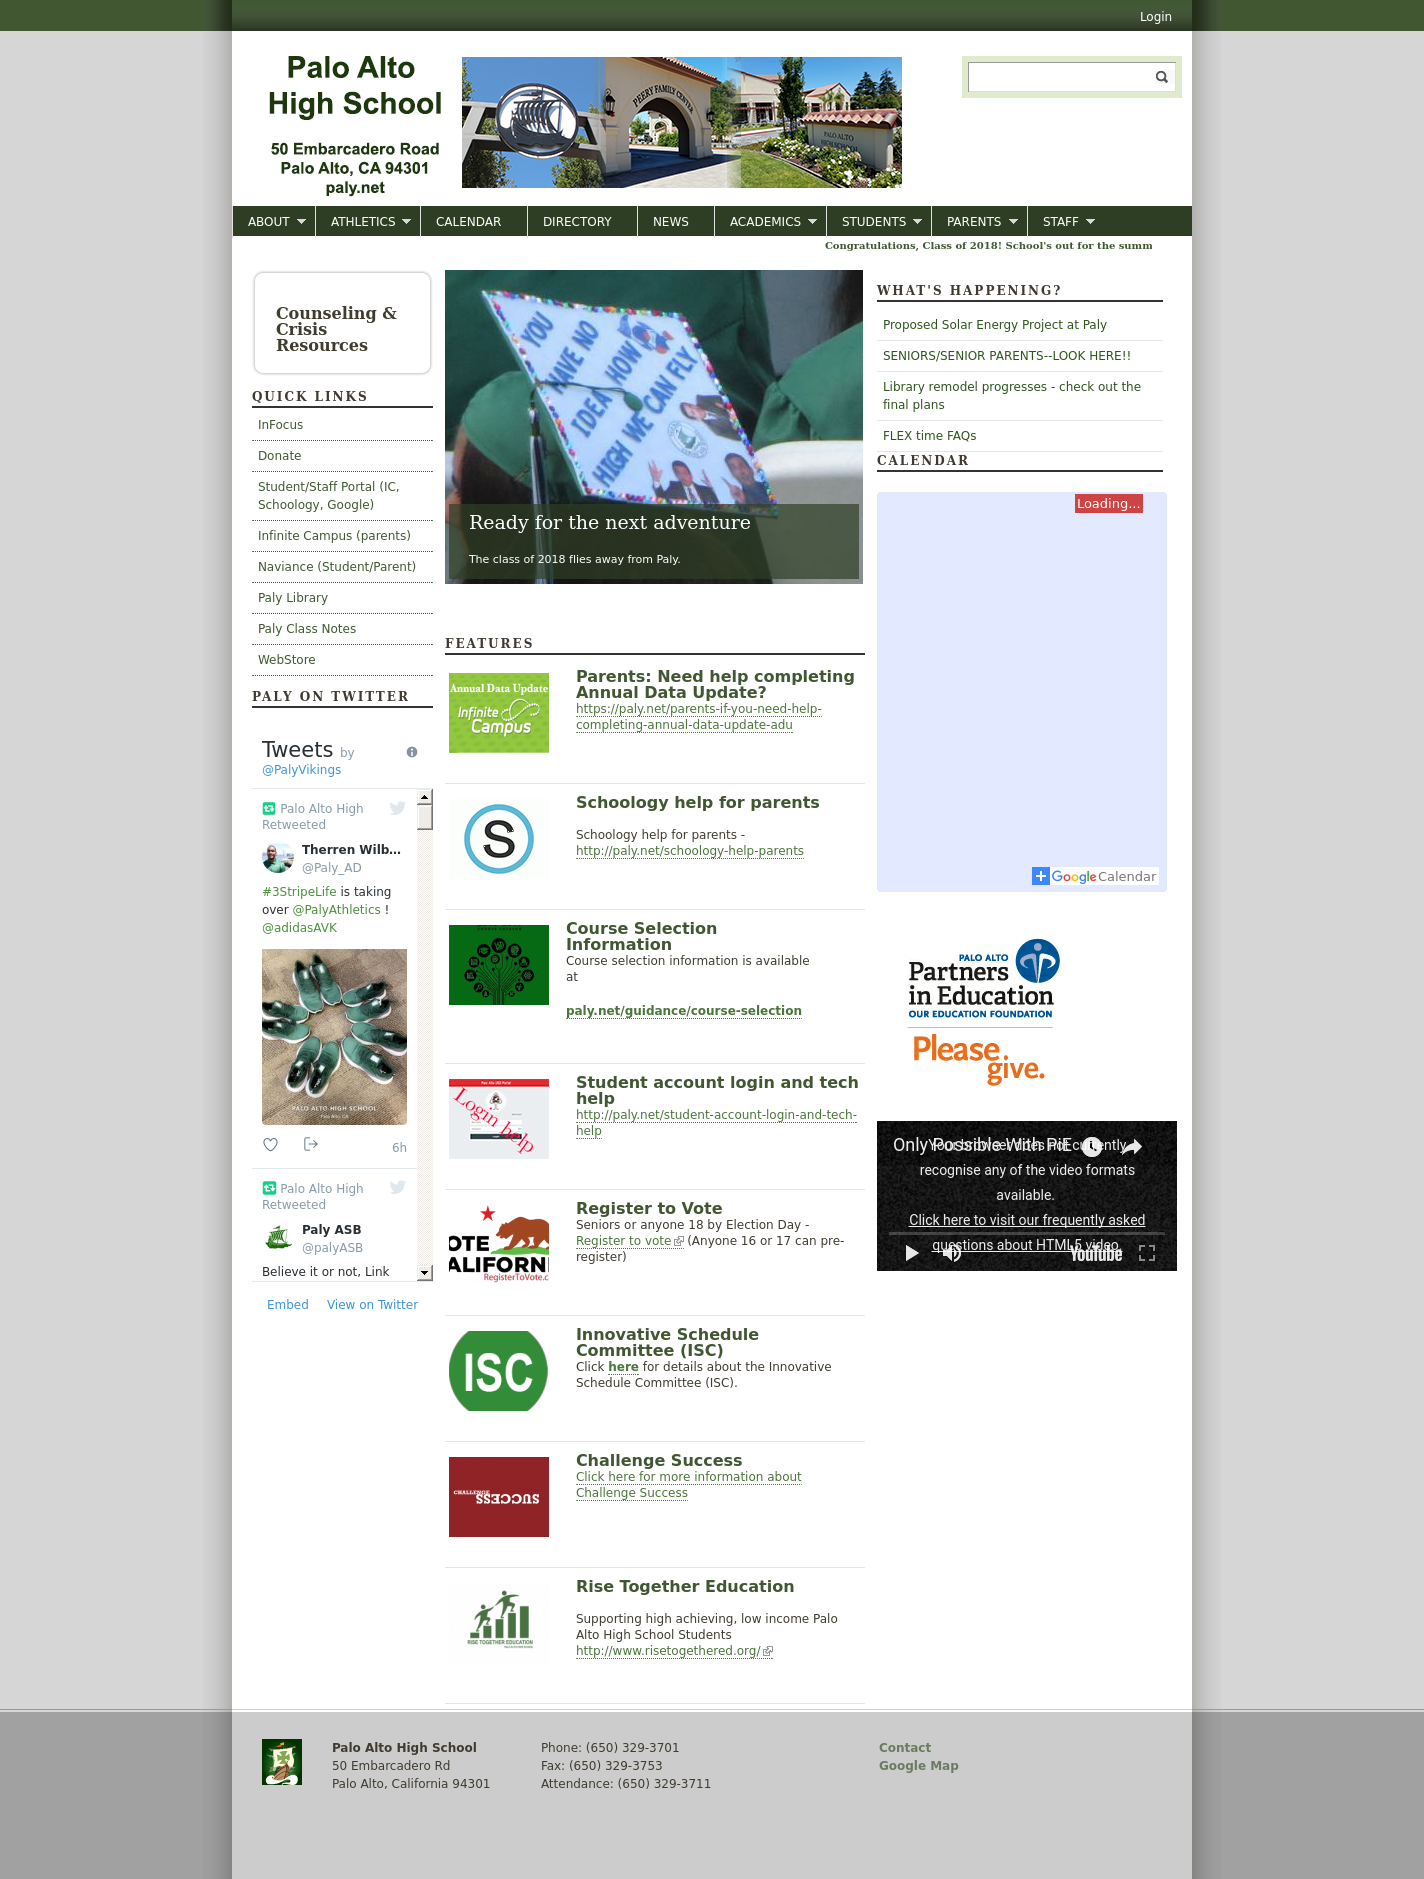 Login
Palo Alto
High School
50 Embarcadero Road
Palo Alto, CA 94301
paly.net
PEERY FAMILY CENTER
PALO ALTO
HIGH SCHOOL
ABOUT
ATHLETICS
CALENDAR
DIRECTORY
NEWS
ACADEMICS
STUDENTS
PARENTS
STAFF
Congratulations, Class of 2018! School's out for the summ
Counseling &
Crisis
Resources
QUICK LINKS
InFocus
Donate
Student/Staff Portal (IC,
Schoology, Google)
Infinite Campus (parents)
Naviance (Student/Parent)
Paly Library
Paly Class Notes
WebStore
PALY ON TWITTER
Tweets by
@PalyVikings
Palo Alto High
Retweeted
Therren Wilb...
@Paly_AD
#3StripeLife is taking
over @PalyAthletics !
@adidasAVK
PALO ALTO HIGH SCHOOL
Palo Alto, CA
6h
Palo Alto High
Retweeted
Paly ASB
@palyASB
Believe it or not, Link
Embed
View on Twitter
YOU
HAVE NO
IDEA HOW
HIGH WE CAN FLY
Ready for the next adventure
The class of 2018 flies away from Paly.
FEATURES
Annual Data Update
Infinite
Campus
Parents: Need help completing
Annual Data Update?
https://paly.net/parents-if-you-need-help-
completing-annual-data-update-adu
S
Schoology help for parents
Schoology help for parents -
http://paly.net/schoology-help-parents
Course Selection
Information
Course selection information is available
at
paly.net/guidance/course-selection
Palo Alto USD Portal
Login help
Student account login and tech
help
http://paly.net/student-account-login-and-tech-
help
OTE
ALIFORNI
RegisterToVote.c
Register to Vote
Seniors or anyone 18 by Election Day -
Register to vote (Anyone 16 or 17 can pre-
register)
ISC
Innovative Schedule
Committee (ISC)
Click here for details about the Innovative
Schedule Committee (ISC).
CHALLENGE
SUCCESS
Challenge Success
Click here for more information about
Challenge Success
RISE TOGETHER EDUCATION
Rise Together Education
Supporting high achieving, low income Palo
Alto High School Students
http://www.risetogethered.org/
WHAT'S HAPPENING?
Proposed Solar Energy Project at Paly
SENIORS/SENIOR PARENTS--LOOK HERE!!
Library remodel progresses - check out the
final plans
FLEX time FAQs
CALENDAR
Loading...
Google Calendar
PALO ALTO
Partners
in Education
OUR EDUCATION FOUNDATION
Please
give.
Only Possible With PiE
Your browser does not currently
recognise any of the video formats
available.
Click here to visit our frequently asked
questions about HTML5 video.
YouTube
Palo Alto High School
50 Embarcadero Rd
Palo Alto, California 94301
Phone: (650) 329-3701
Fax: (650) 329-3753
Attendance: (650) 329-3711
Contact
Google Map